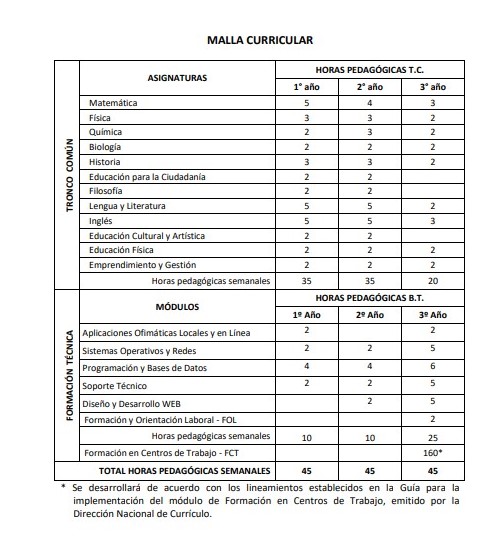 MALLA CURRICULAR
TRONCO COMÚN
ASIGNATURAS
HORAS PEDAGÓGICAS T.C.
1° año 2° año 3° año
Matemática 5 4 3
Física 3 3 2
Química 2 3 2
Biología 2 2 2
Historia 3 3 2
Educación para la Ciudadanía 2 2
Filosofía 2 2
Lengua y Literatura 5 5 2
Inglés 5 5 3
Educación Cultural y Artística 2 2
Educación Física 2 2 2
Emprendimiento y Gestión 2 2 2
Horas pedagógicas semanales 35 35 20
FORMACIÓN TÉCNICA
MÓDULOS
HORAS PEDAGÓGICAS B.T.
1º Año 2º Año 3º Año
Aplicaciones Ofimáticas Locales y en Línea 2 2
Sistemas Operativos y Redes 2 2 5
Programación y Bases de Datos 4 4 6
Soporte Técnico 2 2 5
Diseño y Desarrollo WEB 2 5
Formación y Orientación Laboral - FOL 2
Horas pedagógicas semanales 10 10 25
Formación en Centros de Trabajo - FCT 160*
TOTAL HORAS PEDAGÓGICAS SEMANALES 45 45 45
* Se desarrollará de acuerdo con los lineamientos establecidos en la Guía para la
implementación del módulo de Formación en Centros de Trabajo, emitido por la
Dirección Nacional de Currículo.